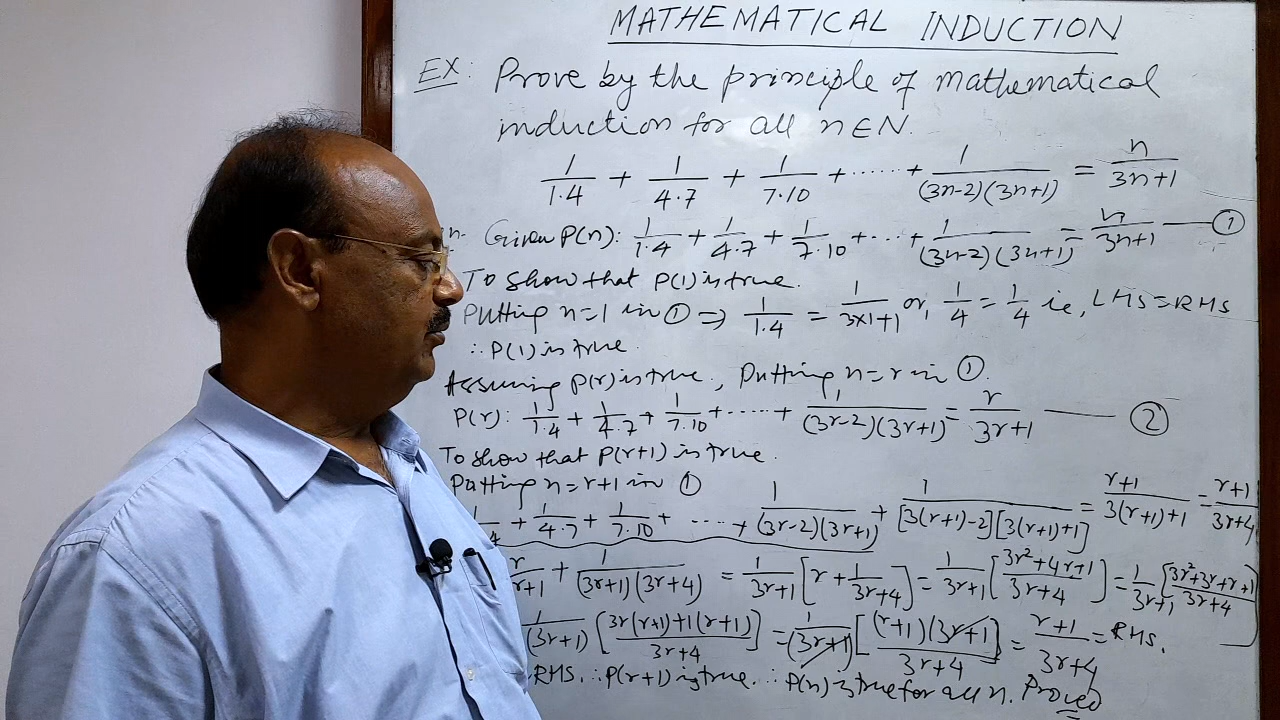 MATHEMATICAL INDUCTION
EX: Prove by the principle of mathematical
induction for all n∈N.
1/1·4 + 1/4·7 + 1/7·10 + ...... + 1/(3n-2)(3n+1) = n/3n+1
n- Given P(n): 1/1·4 + 1/4·7 + 1/7·10 + ... + 1/(3n-2)(3n+1) = n/3n+1 —— ①
To show that P(1) is true.
Putting n=1 in ① ⇒ 1/1·4 = 1/3×1+1 or, 1/4 = 1/4 ie, LHS=RHS
∴ P(1) is true.
Assuming P(r) is true, Putting n=r in ①.
P(r): 1/1·4 + 1/4·7 + 1/7·10 + ...... + 1/(3r-2)(3r+1) = r/3r+1 —— ②
To show that P(r+1) is true.
Putting n=r+1 in ①
1/4 + 1/4·7 + 1/7·10 + .... + 1/(3r-2)(3r+1) + 1/[3(r+1)-2][3(r+1)+1] = r+1/3(r+1)+1 = r+1/3r+4
r/r+1 + 1/(3r+1)(3r+4) = 1/3r+1 [r + 1/3r+4] = 1/3r+1 [3r²+4r+1/3r+4] = 1/3r+1 [3r²+3r+r+1/3r+4]
1/(3r+1) [3r(r+1)+1(r+1)/3r+4] = 1/(3r+1) [(r+1)(3r+1)/3r+4] = r+1/3r+4 = RHS.
RHS. ∴ P(r+1) is true. ∴ P(n) is true for all n. Proved